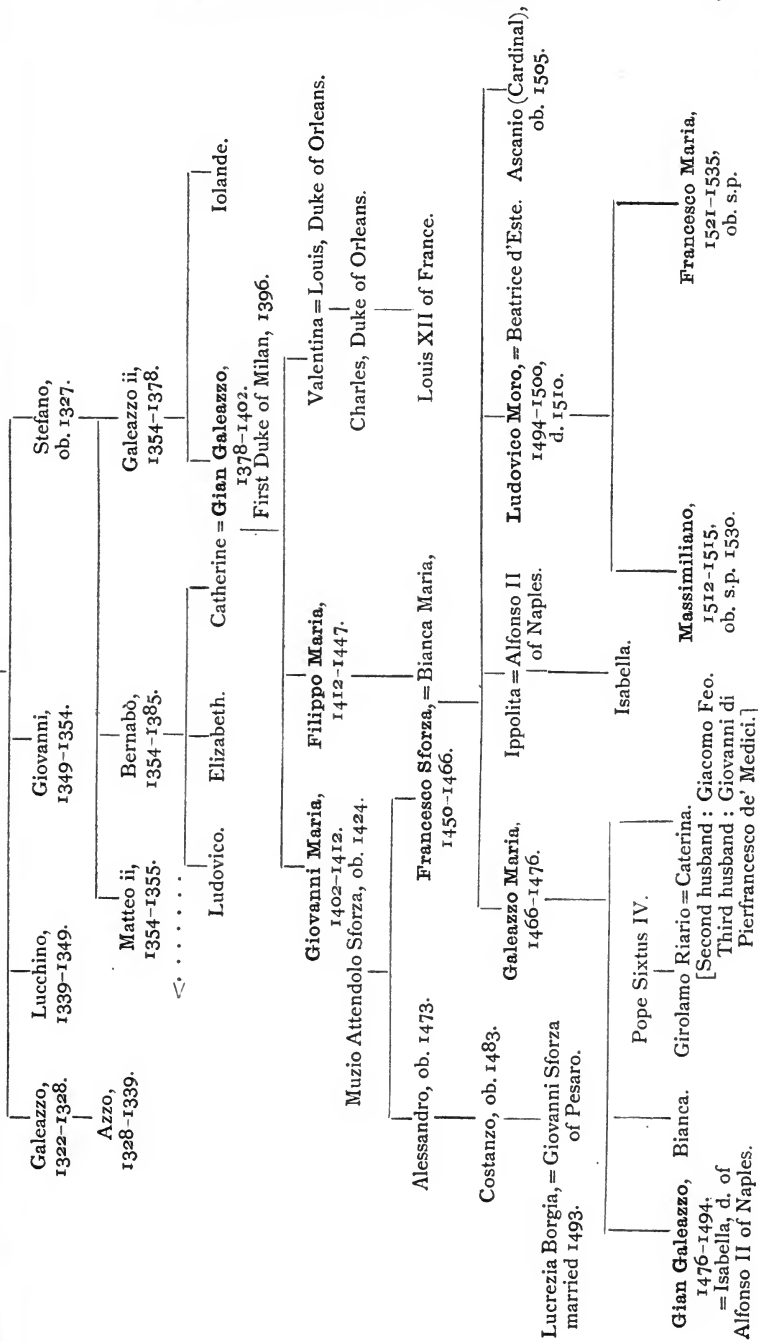 Galeazzo,
1322–1328.
Lucchino,
1339–1349.
Giovanni,
1349–1354.
Stefano,
ob. 1327.
Azzo,
1328–1339.
Matteo ii,
1354–1355.
Bernabò,
1354–1385.
Galeazzo ii,
1354–1378.
Ludovico.
Elizabeth.
Catherine = Gian Galeazzo,
1378–1402.
First Duke of Milan, 1396.
Iolande.
Giovanni Maria,
1402–1412.
Filippo Maria,
1412–1447.
Valentina = Louis, Duke of Orleans.
Muzio Attendolo Sforza, ob. 1424.
Charles, Duke of Orleans.
Alessandro, ob. 1473.
Francesco Sforza, = Bianca Maria,
1450–1466.
Louis XII of France.
Costanzo, ob. 1483.
Galeazzo Maria,
1466–1476.
Ippolita = Alfonso II
of Naples.
Ludovico Moro, = Beatrice d'Este.
1494–1500,
d. 1510.
Ascanio (Cardinal),
ob. 1505.
Lucrezia Borgia, = Giovanni Sforza
married 1493. of Pesaro.
Isabella.
Pope Sixtus IV.
Gian Galeazzo,
1476–1494.
= Isabella, d. of
Alfonso II of Naples.
Bianca.
Girolamo Riario = Caterina.
[Second husband : Giacomo Feo.
Third husband : Giovanni di
Pierfrancesco de' Medici.]
Massimiliano,
1512–1515,
ob. s.p. 1530.
Francesco Maria,
1521–1535,
ob. s.p.